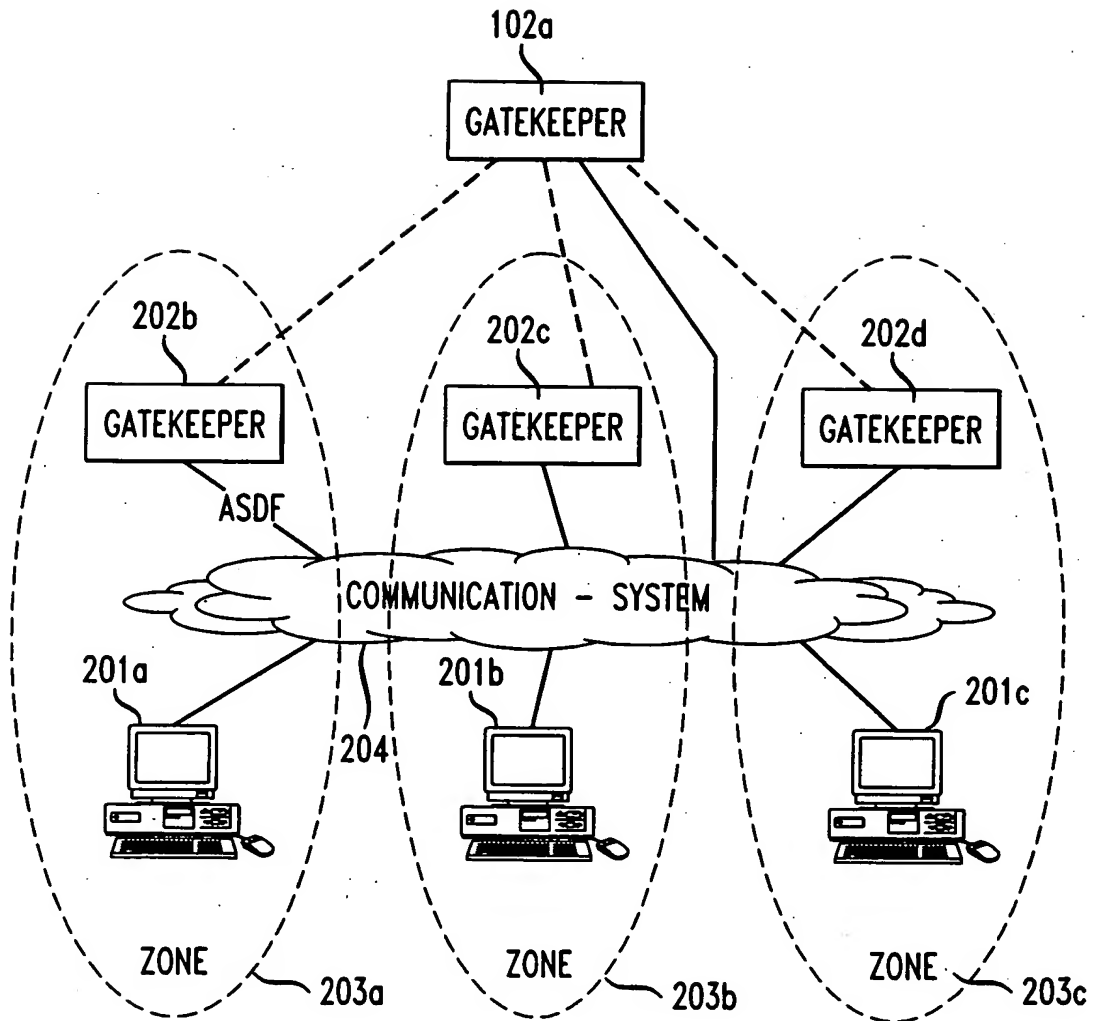 102a
GATEKEEPER
202b
202c
202d
GATEKEEPER
GATEKEEPER
GATEKEEPER
ASDF
COMMUNICATION - SYSTEM
201a
201b
201c
204
ZONE
ZONE
ZONE
203a
203b
203c